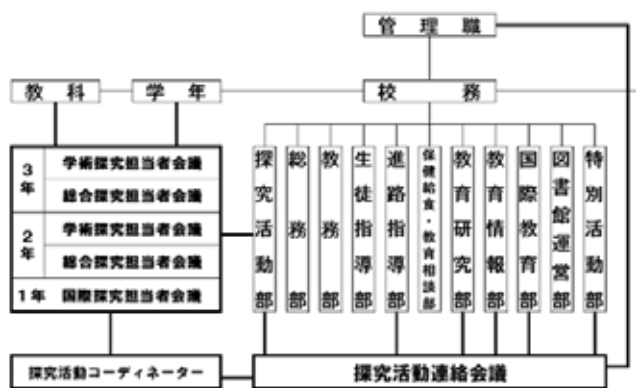 管理職
教科
学年
校務
3年
学術探究担当者会議
総合探究担当者会議
2年
学術探究担当者会議
総合探究担当者会議
1年
国際探究担当者会議
探究活動部
総務部
教務部
生徒指導部
進路指導部
保健給食・教育相談部
教育研究部
教育情報部
国際教育部
図書館運営部
特別活動部
探究活動コーディネーター
探究活動連絡会議